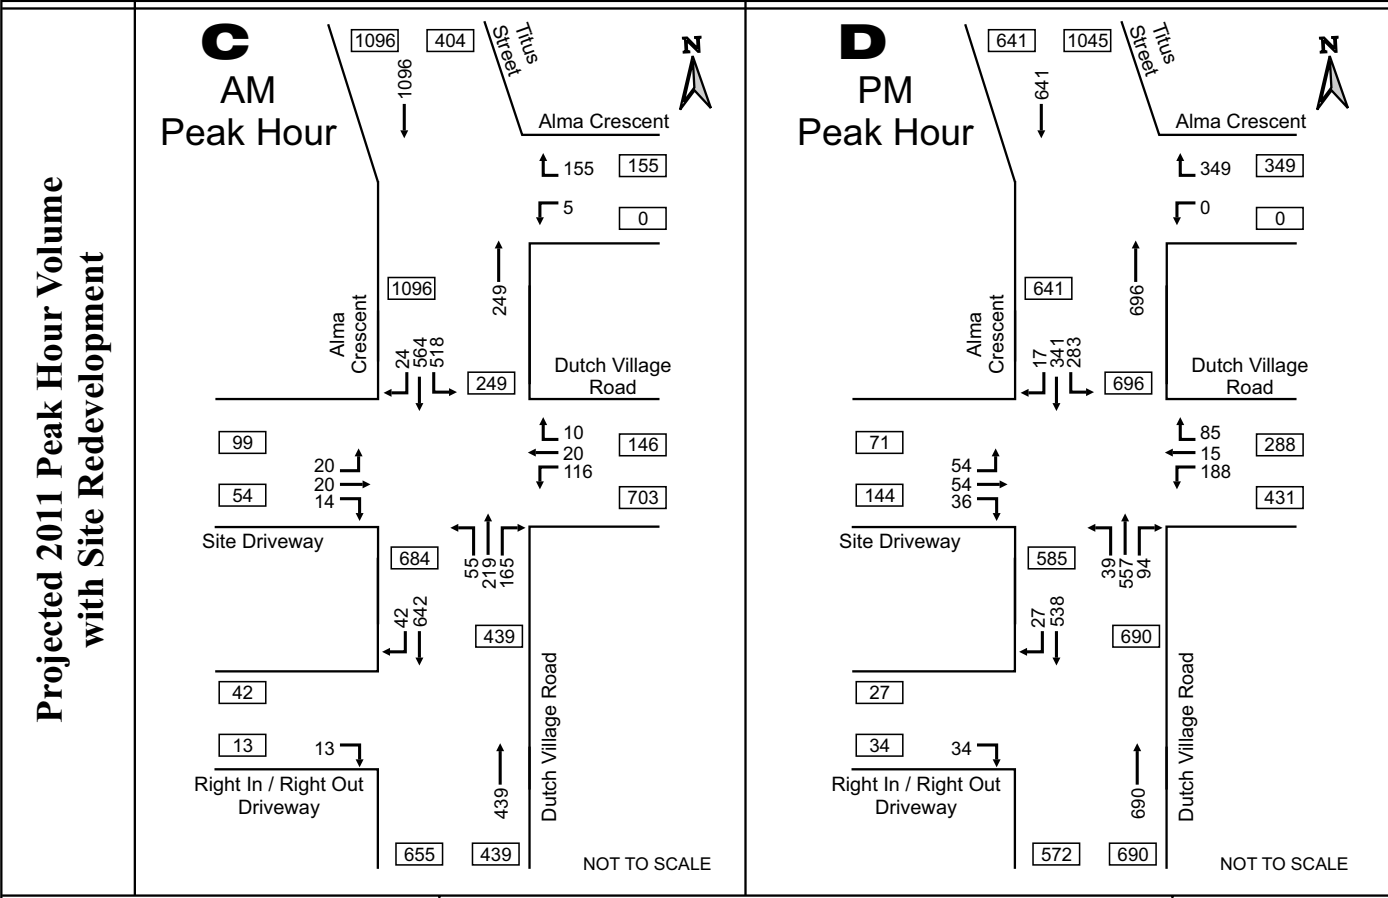 Projected 2011 Peak Hour Volume
with Site Redevelopment
C
AM
Peak Hour
1096
404
Titus
Street
N
1096
Alma Crescent
155
155
5
0
249
1096
Alma
Crescent
24
564
518
249
Dutch Village
Road
99
10
20
116
146
20
20
14
54
703
Site Driveway
684
55
219
165
42
642
439
42
13
13
Right In / Right Out
Driveway
439
Dutch Village Road
655
439
NOT TO SCALE
D
PM
Peak Hour
641
1045
Titus
Street
N
641
Alma Crescent
349
349
0
0
696
641
Alma
Crescent
17
341
283
696
Dutch Village
Road
71
85
15
188
288
54
54
36
144
431
Site Driveway
585
39
557
94
27
538
690
27
34
34
Right In / Right Out
Driveway
690
Dutch Village Road
572
690
NOT TO SCALE